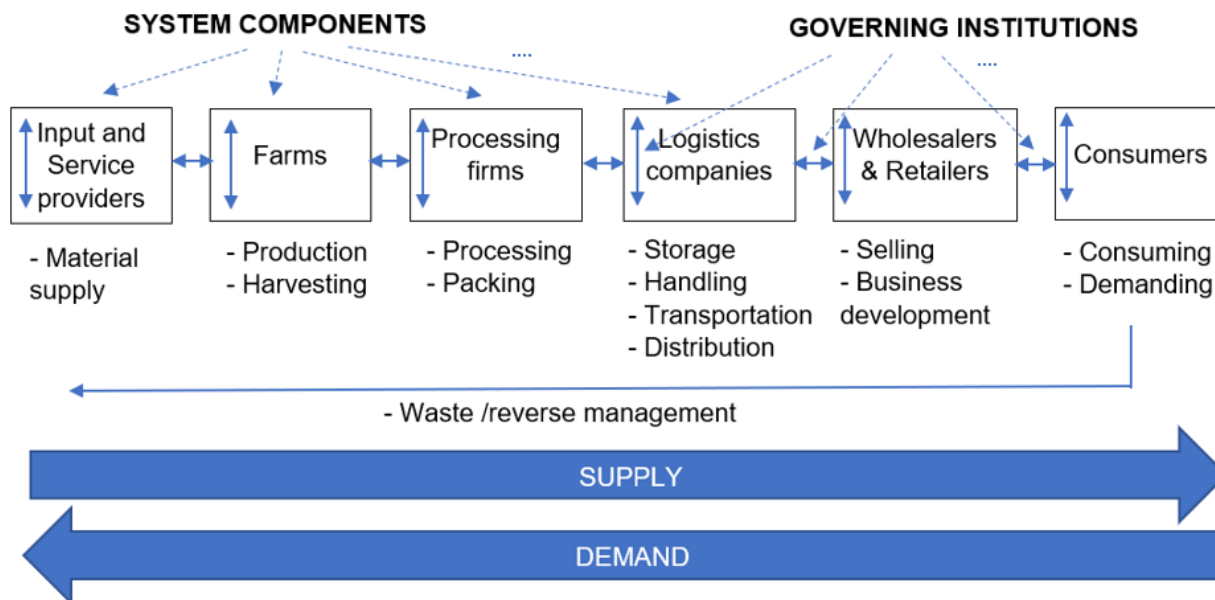 SYSTEM COMPONENTS
GOVERNING INSTITUTIONS
....
....
Input and
Service
providers
Farms
Processing
firms
Logistics
companies
Wholesalers
& Retailers
Consumers
- Material
supply
- Production
- Harvesting
- Processing
- Packing
- Storage
- Handling
- Transportation
- Distribution
- Selling
- Business
development
- Consuming
- Demanding
- Waste /reverse management
SUPPLY
DEMAND